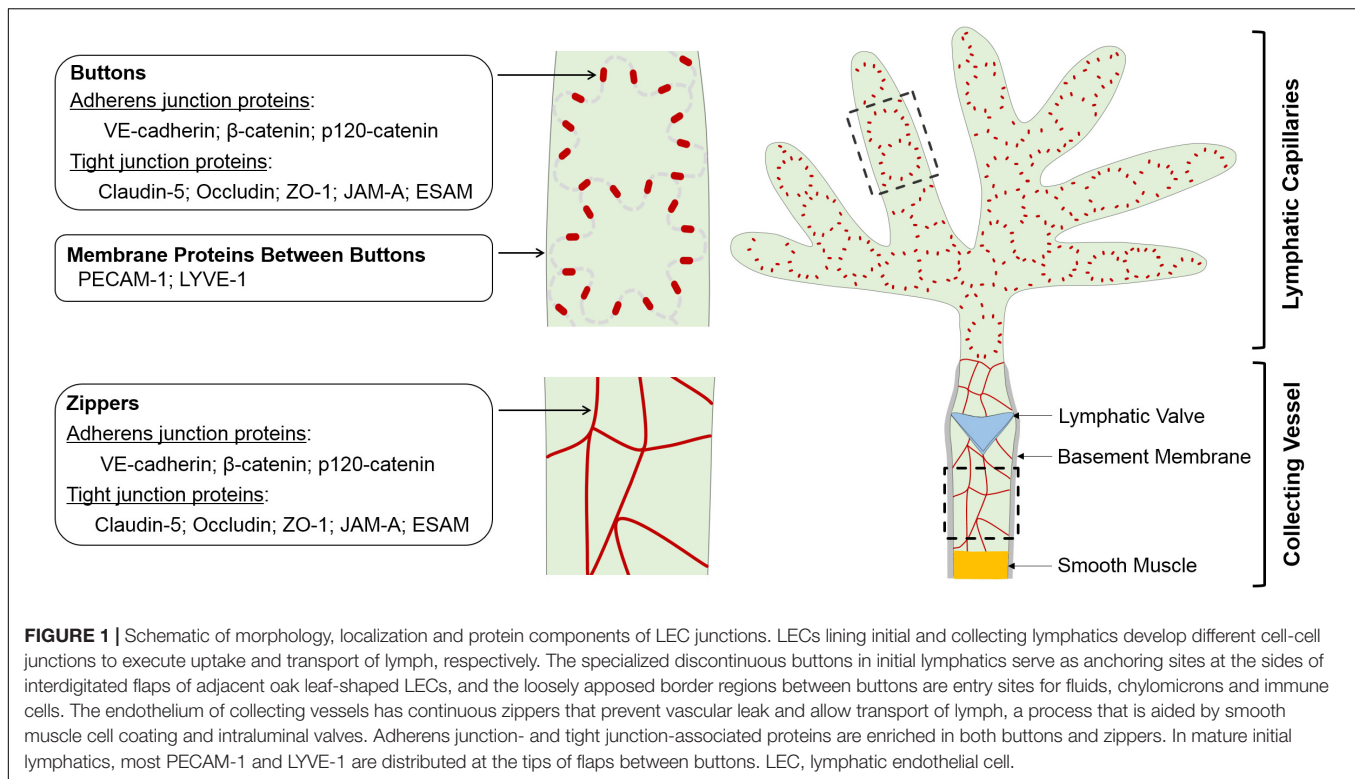 Buttons
Adherens junction proteins:
VE-cadherin; β-catenin; p120-catenin
Tight junction proteins:
Claudin-5; Occludin; ZO-1; JAM-A; ESAM
Membrane Proteins Between Buttons
PECAM-1; LYVE-1
Zippers
Adherens junction proteins:
VE-cadherin; β-catenin; p120-catenin
Tight junction proteins:
Claudin-5; Occludin; ZO-1; JAM-A; ESAM
Lymphatic Capillaries
Lymphatic Valve
Basement Membrane
Smooth Muscle
Collecting Vessel
FIGURE 1 | Schematic of morphology, localization and protein components of LEC junctions. LECs lining initial and collecting lymphatics develop different cell-cell
junctions to execute uptake and transport of lymph, respectively. The specialized discontinuous buttons in initial lymphatics serve as anchoring sites at the sides of
interdigitated flaps of adjacent oak leaf-shaped LECs, and the loosely apposed border regions between buttons are entry sites for fluids, chylomicrons and immune
cells. The endothelium of collecting vessels has continuous zippers that prevent vascular leak and allow transport of lymph, a process that is aided by smooth
muscle cell coating and intraluminal valves. Adherens junction- and tight junction-associated proteins are enriched in both buttons and zippers. In mature initial
lymphatics, most PECAM-1 and LYVE-1 are distributed at the tips of flaps between buttons. LEC, lymphatic endothelial cell.